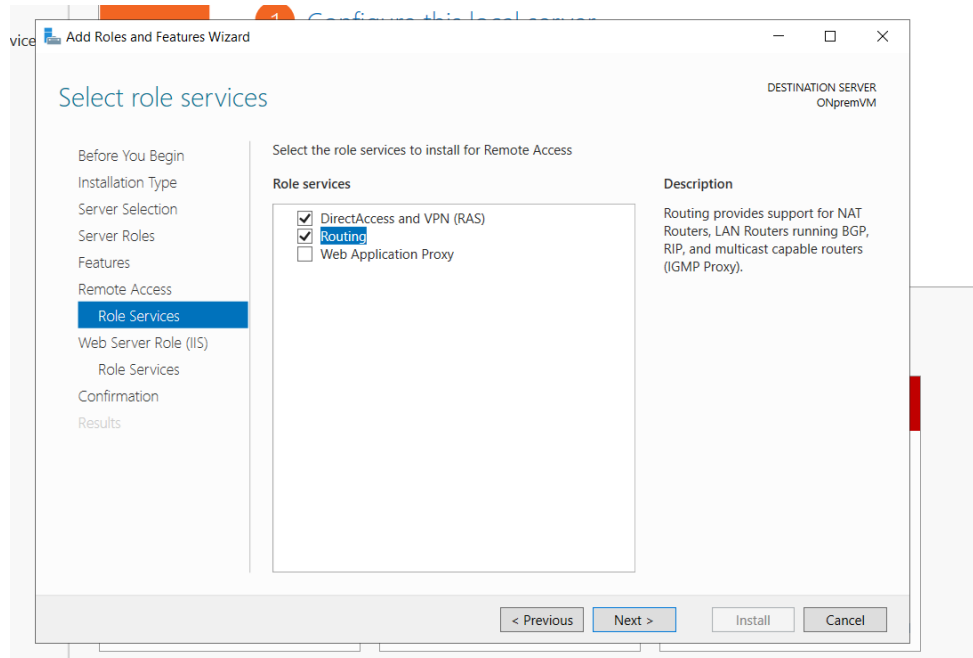 1 Configure this local server
vice
Add Roles and Features Wizard
Select role services
DESTINATION SERVER
ONpremVM
Before You Begin
Installation Type
Server Selection
Server Roles
Features
Remote Access
Role Services
Web Server Role (IIS)
Role Services
Confirmation
Results
Select the role services to install for Remote Access
Role services
DirectAccess and VPN (RAS)
Routing
Web Application Proxy
Description
Routing provides support for NAT
Routers, LAN Routers running BGP,
RIP, and multicast capable routers
(IGMP Proxy).
< Previous
Next >
Install
Cancel